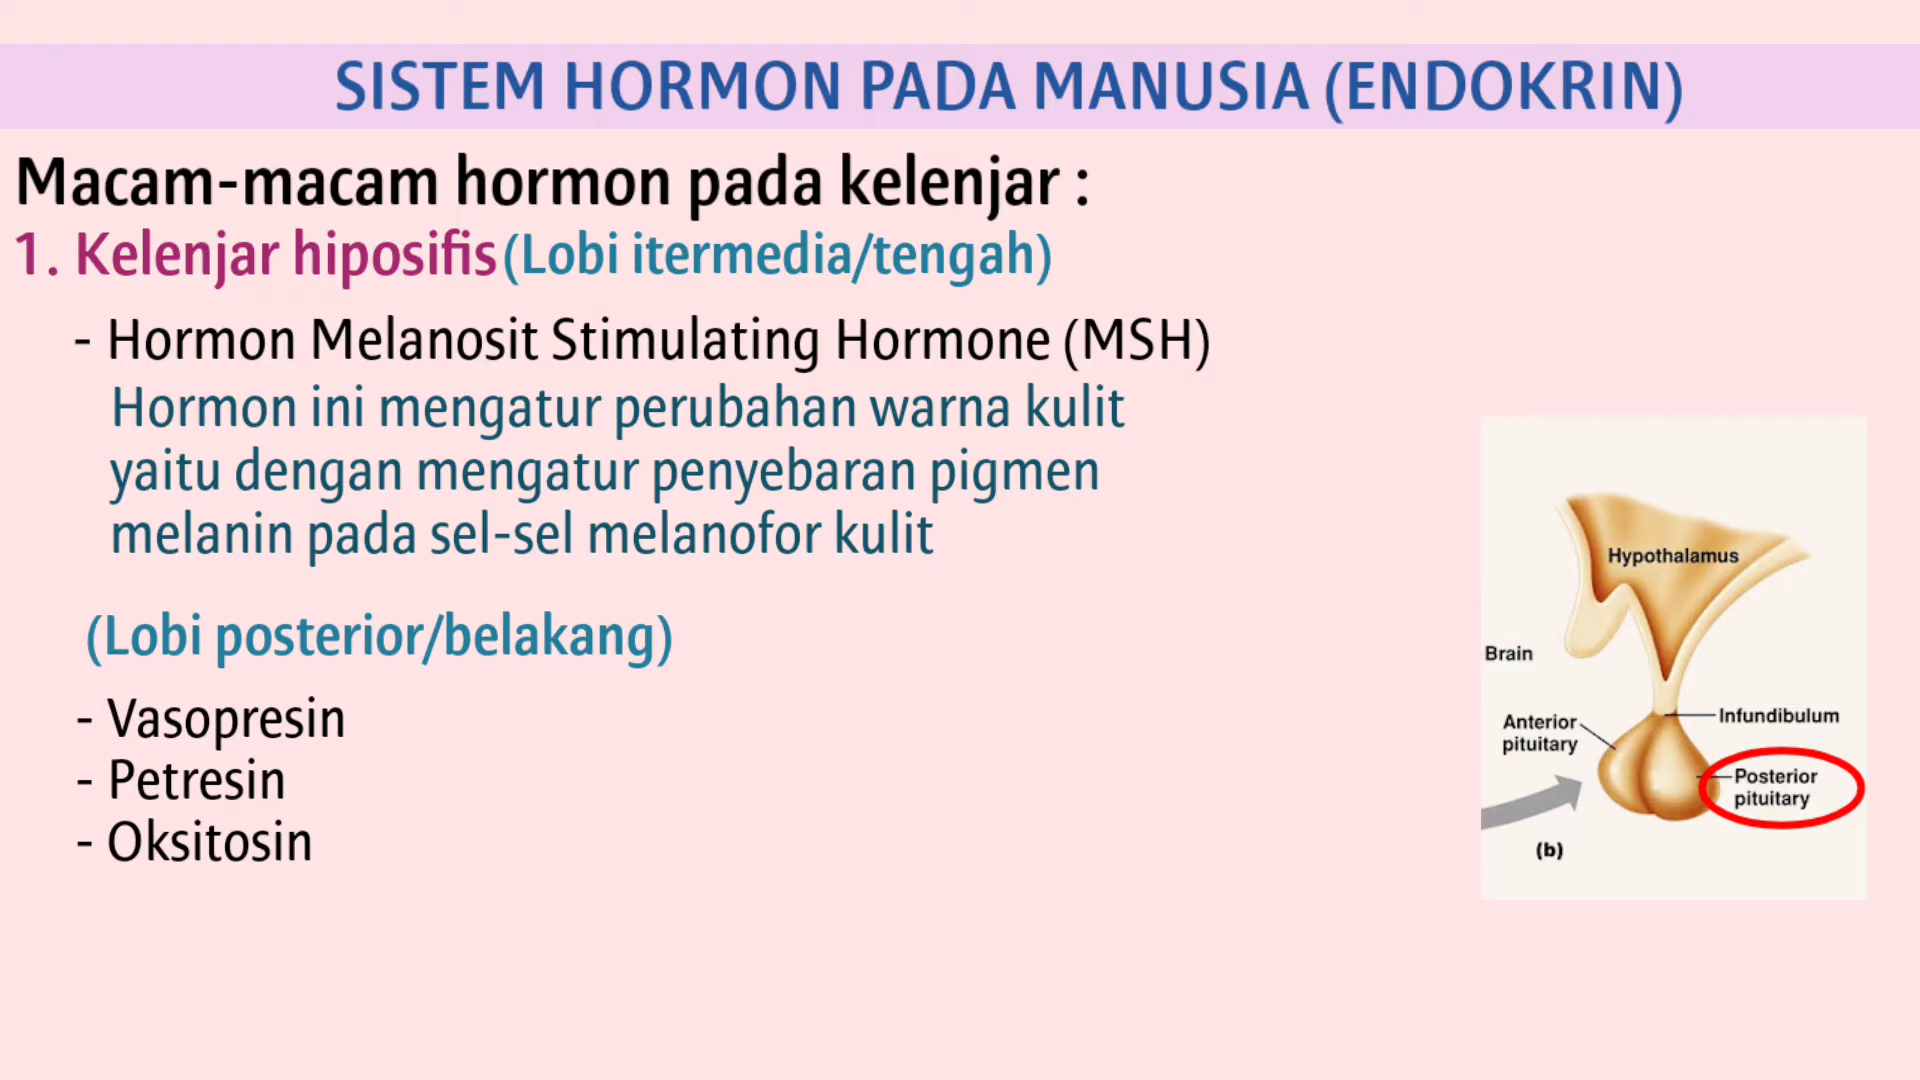 SISTEM HORMON PADA MANUSIA (ENDOKRIN)
Macam-macam hormon pada kelenjar :
1. Kelenjar hiposifis (Lobi itermedia/tengah)
- Hormon Melanosit Stimulating Hormone (MSH)
Hormon ini mengatur perubahan warna kulit
yaitu dengan mengatur penyebaran pigmen
melanin pada sel-sel melanofor kulit
(Lobi posterior/belakang)
- Vasopresin
- Petresin
- Oksitosin
Hypothalamus
Brain
Infundibulum
Anterior
pituitary
Posterior
pituitary
(b)